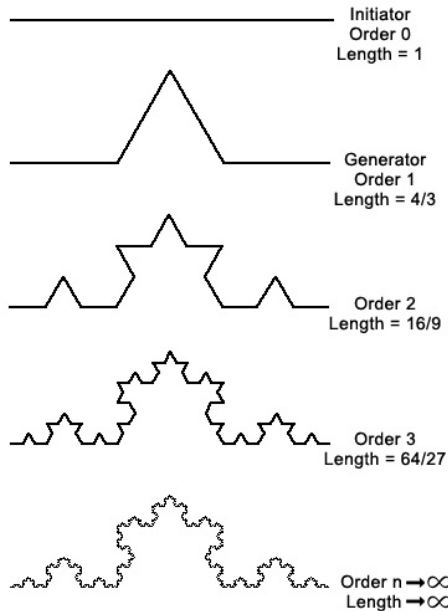 Initiator
Order 0
Length = 1
Generator
Order 1
Length = 4/3
Order 2
Length = 16/9
Order 3
Length = 64/27
Order n → ∞
Length → ∞